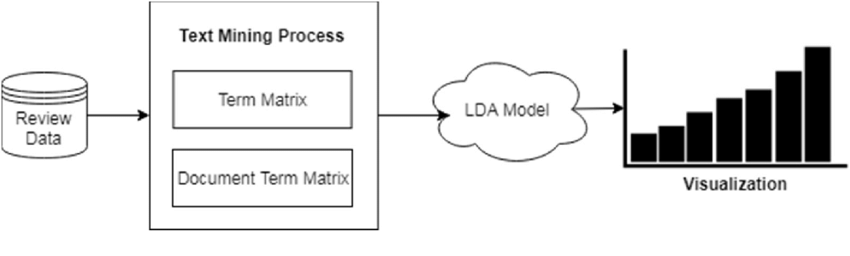 Review
Data
Text Mining Process
Term Matrix
Document Term Matrix
LDA Model
Visualization